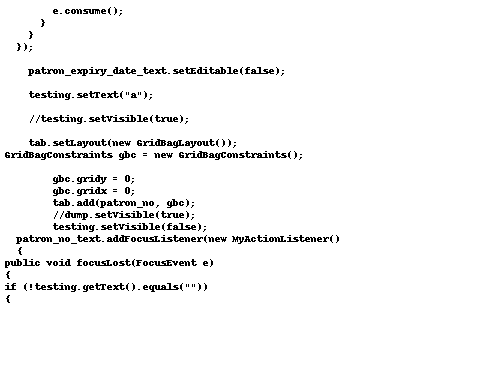 e.consume();
}
}
});
patron_expiry_date_text.setEditable(false);
testing.setText("a");
//testing.setVisible(true);
tab.setLayout(new GridBagLayout());
GridBagConstraints gbc = new GridBagConstraints();
gbc.gridy = 0;
gbc.gridx = 0;
tab.add(patron_no, gbc);
//dump.setVisible(true);
testing.setVisible(false);
patron_no_text.addFocusListener(new MyActionListener()
{
public void focusLost(FocusEvent e)
{
if (!testing.getText().equals(""))
{